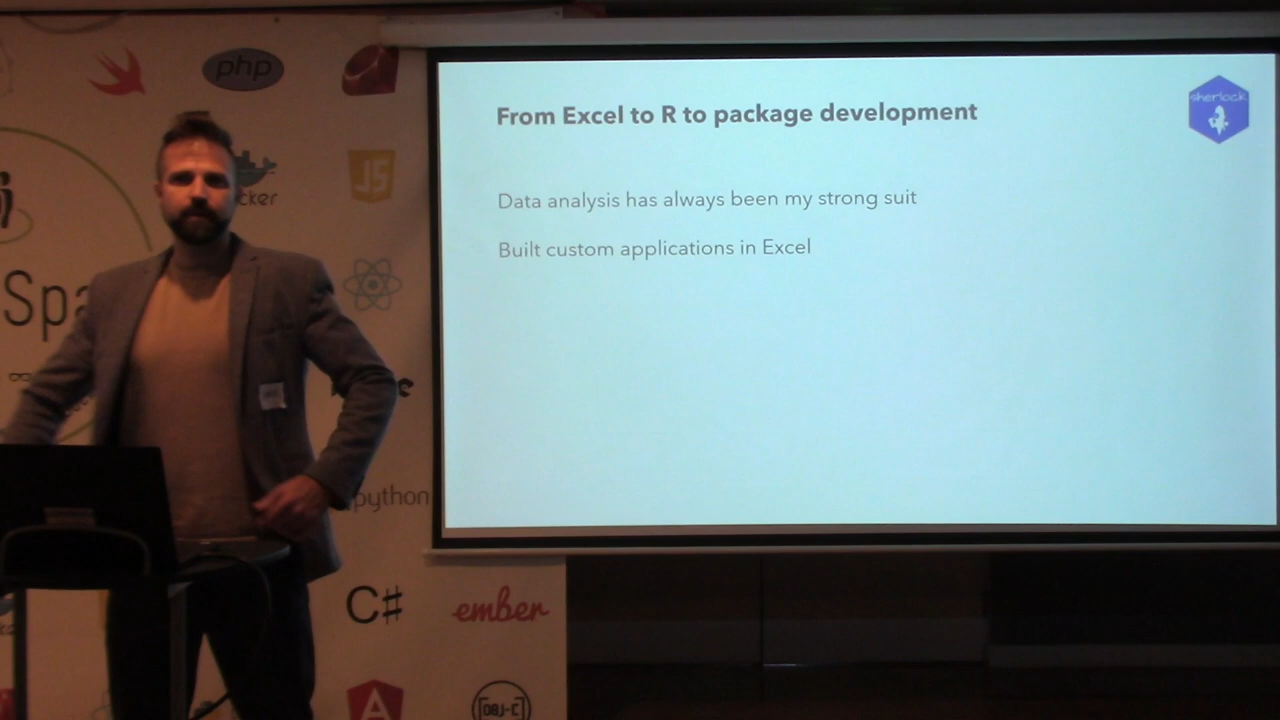 php
JS
Spa
python
C#
ember
[OBJ-C]
From Excel to R to package development
sherlock
Data analysis has always been my strong suit
Built custom applications in Excel